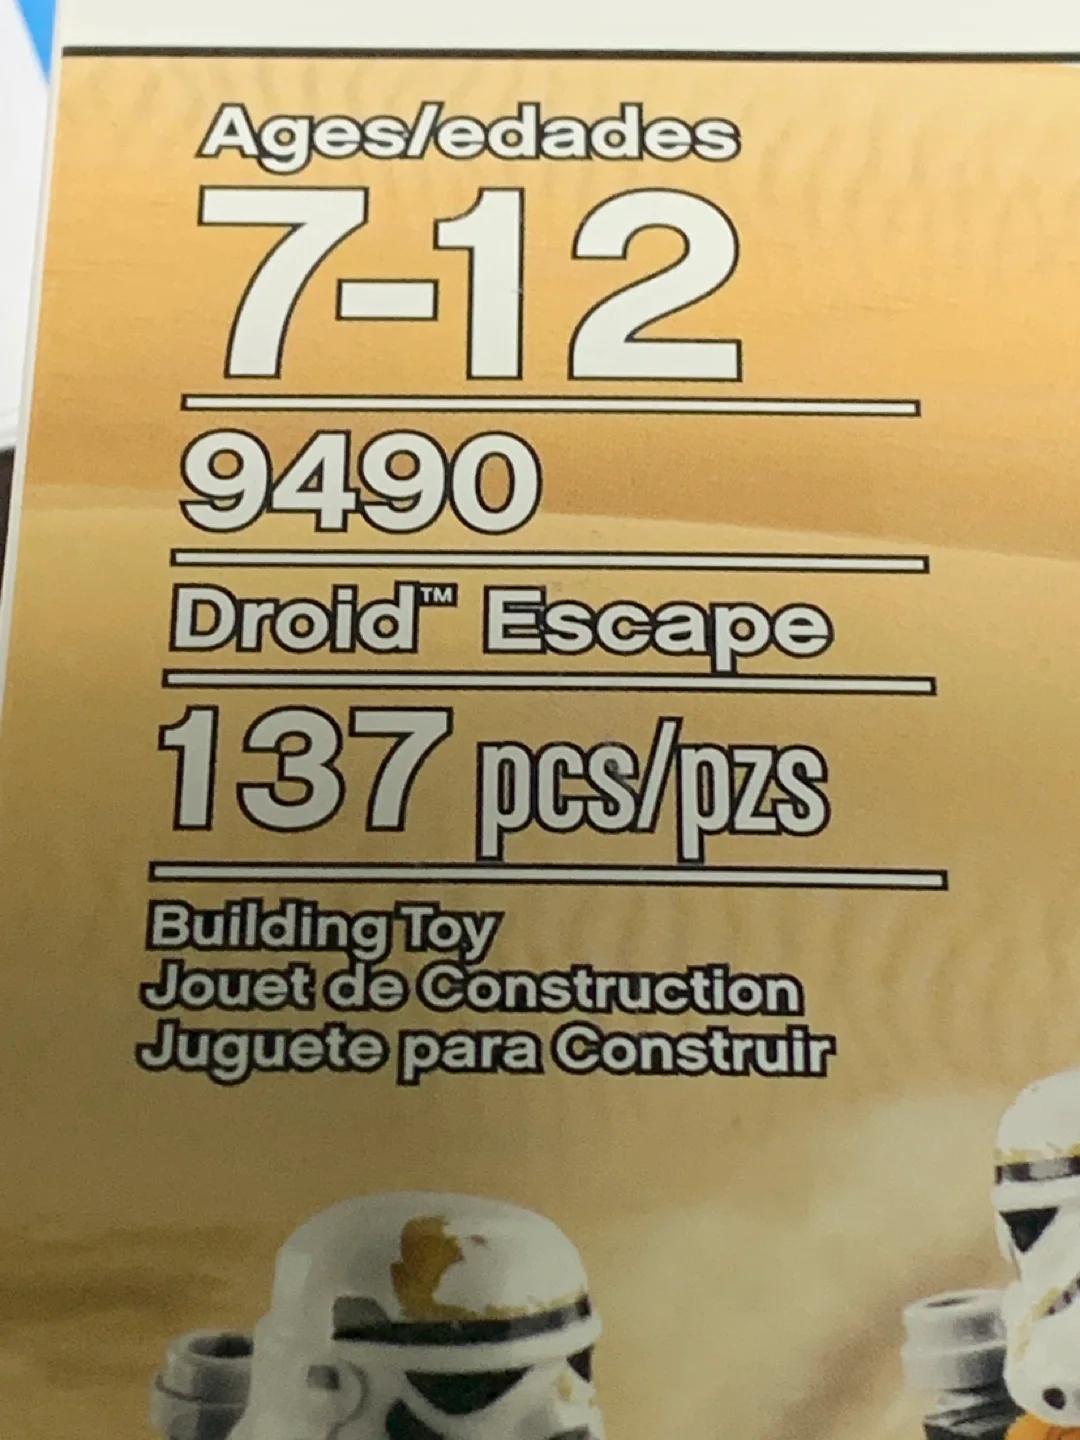 Ages/edades
7-12
9490
Droid™ Escape
137 pcs/pzs
Building Toy
Jouet de Construction
Juguete para Construir